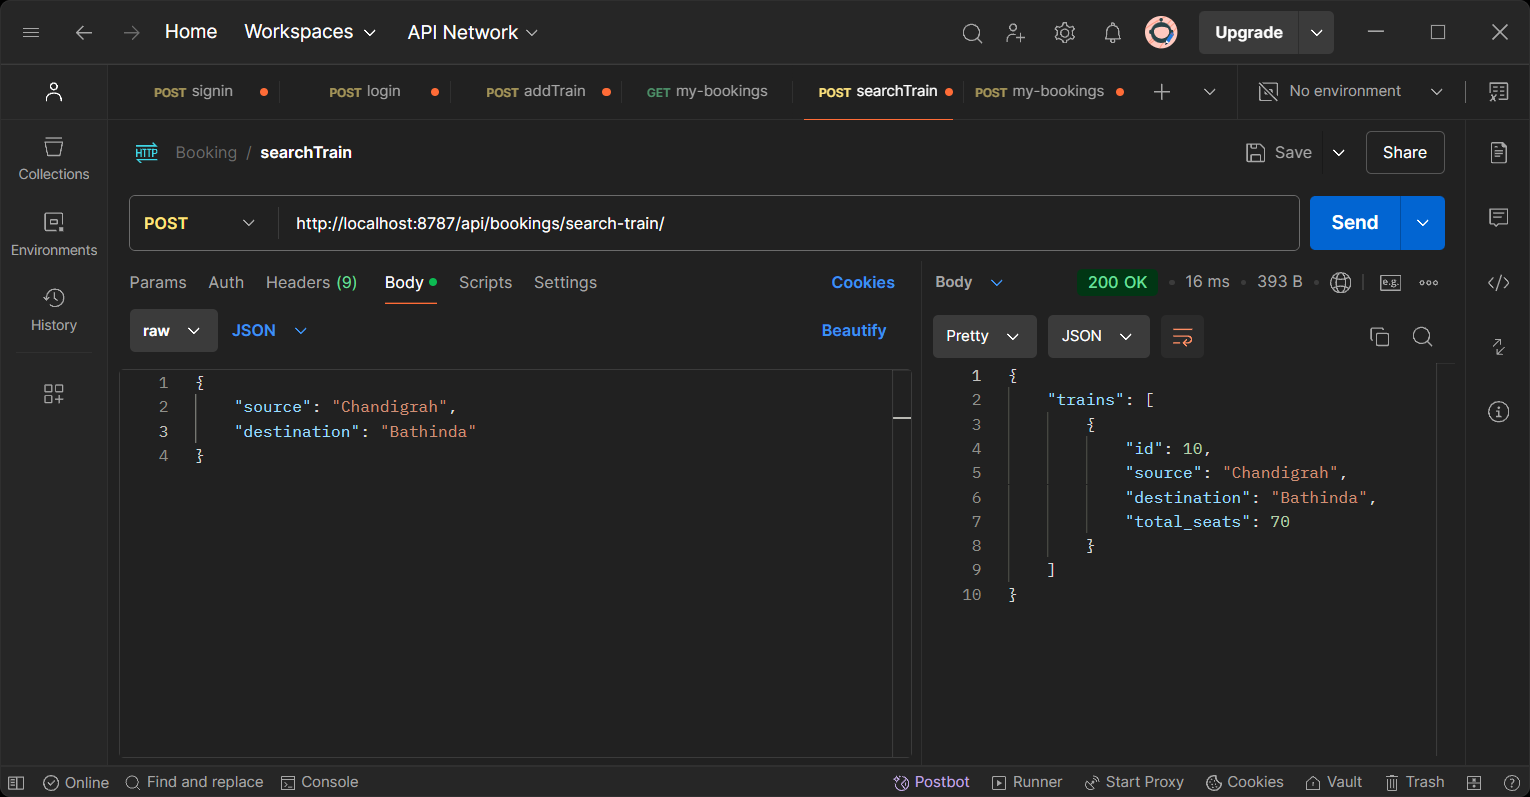 Home Workspaces API Network Upgrade
POST signin POST login POST addTrain GET my-bookings POST searchTrain POST my-bookings No environment
HTTP Booking / searchTrain Save Share
Collections
Environments
History
POST http://localhost:8787/api/bookings/search-train/ Send
Params Auth Headers (9) Body Scripts Settings Cookies
raw JSON Beautify
1 {
2 "source": "Chandigrah",
3 "destination": "Bathinda"
4 }
Body 200 OK 16 ms 393 B e.g.
Pretty JSON
1 {
2 "trains": [
3 {
4 "id": 10,
5 "source": "Chandigrah",
6 "destination": "Bathinda",
7 "total_seats": 70
8 }
9 ]
10 }
Online Find and replace Console Postbot Runner Start Proxy Cookies Vault Trash